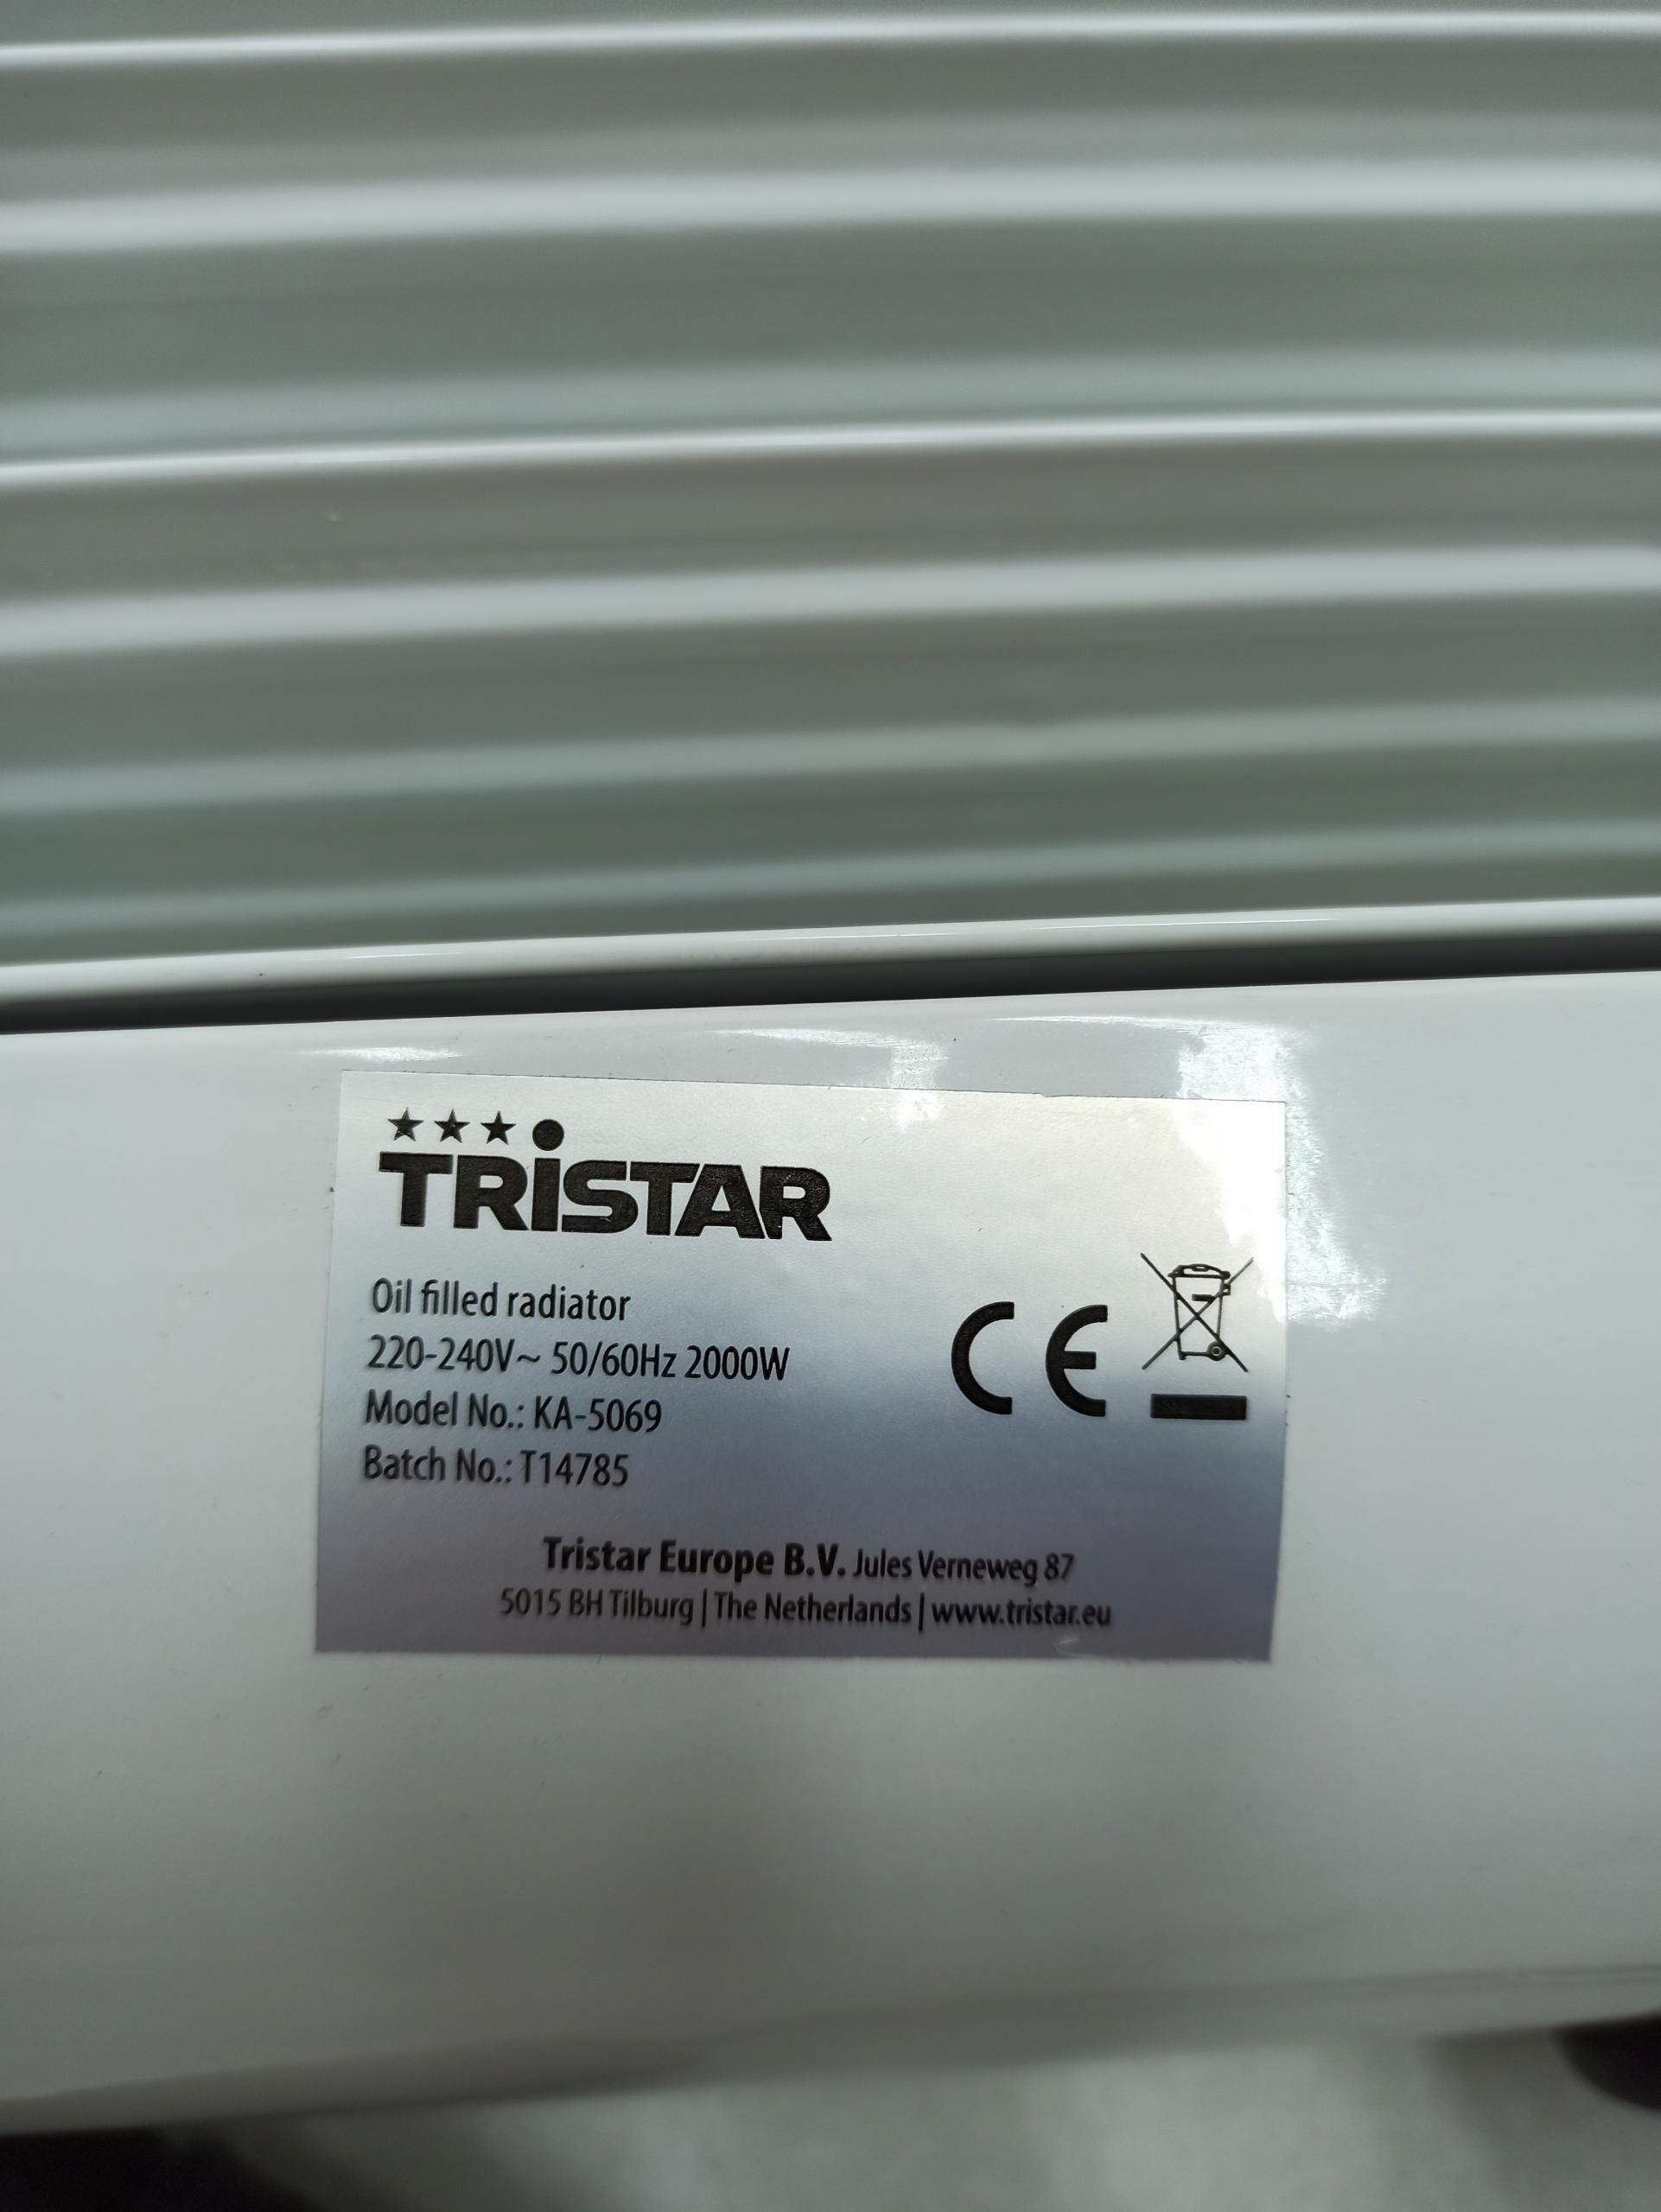 TRiSTAR
Oil filled radiator
220-240V~ 50/60Hz 2000W
Model No.: KA-5069
Batch No.: T14785
CE
Tristar Europe B.V. Jules Verneweg 87
5015 BH Tilburg | The Netherlands | www.tristar.eu